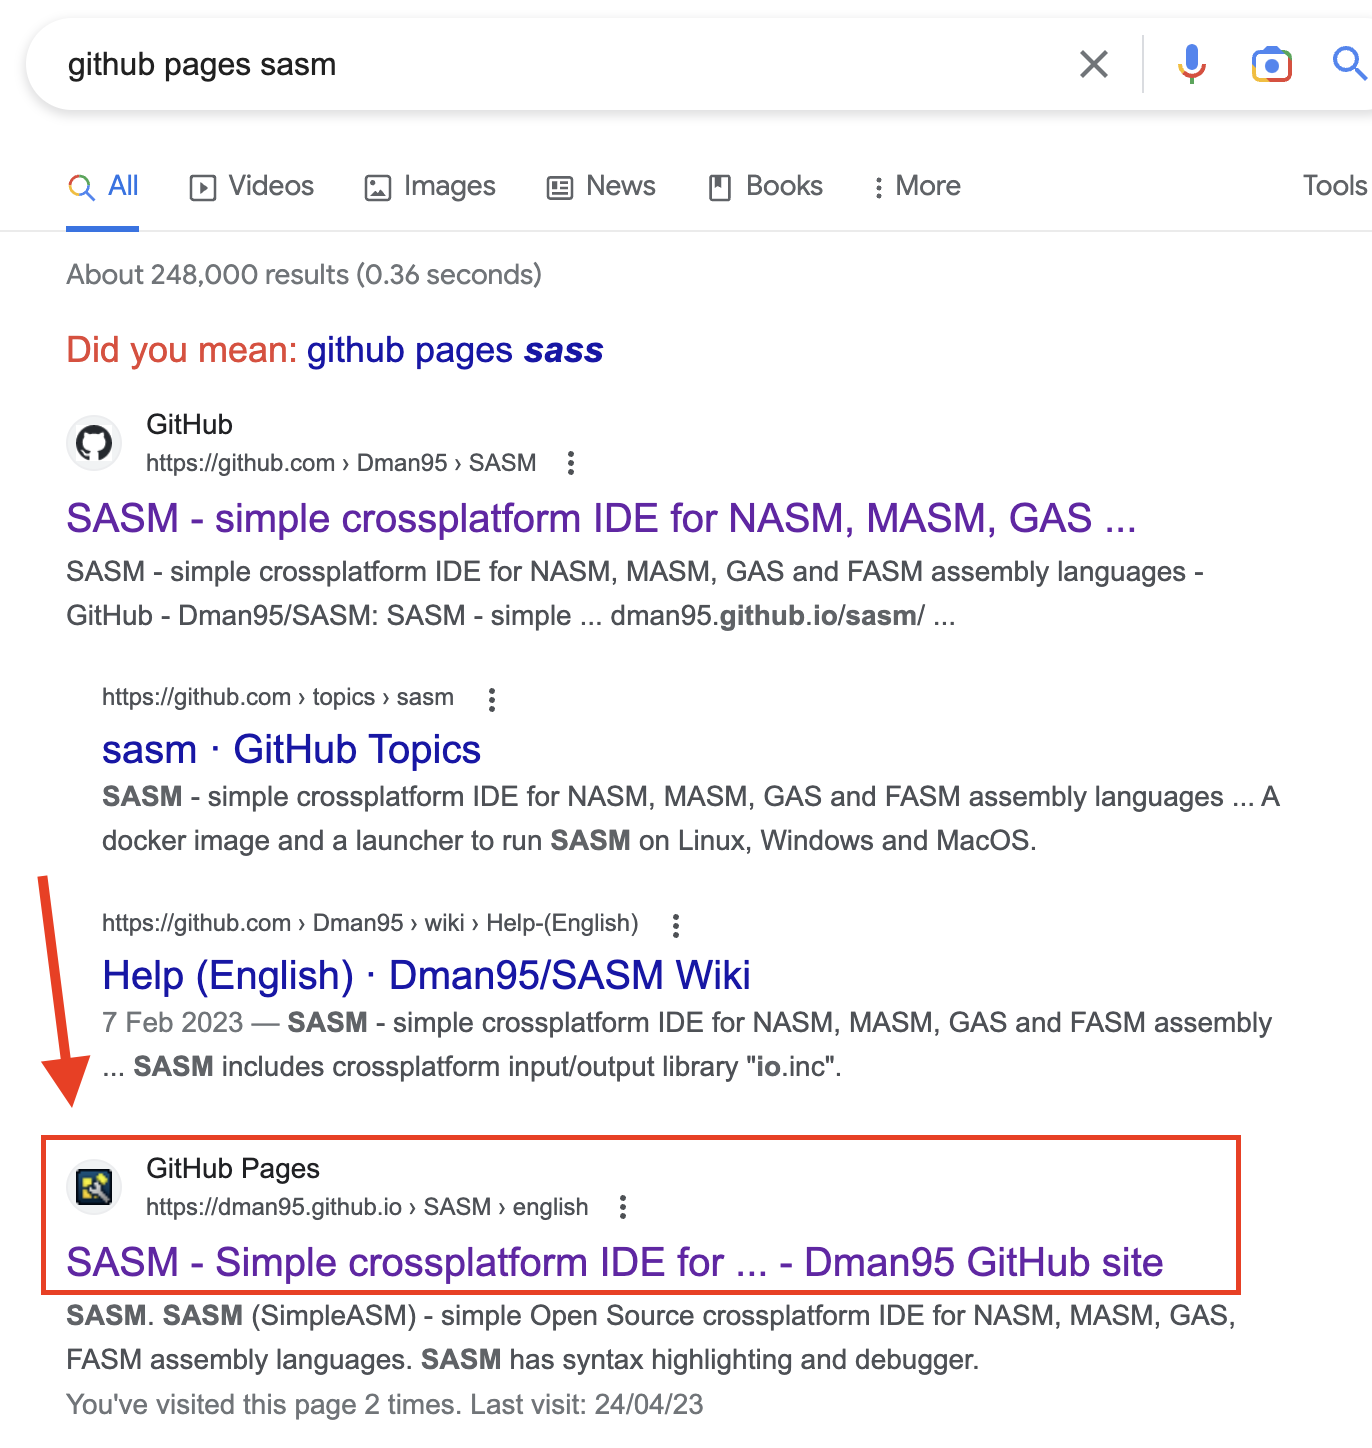 github pages sasm
All Videos Images News Books More Tools
About 248,000 results (0.36 seconds)
Did you mean: github pages sass
GitHub
https://github.com › Dman95 › SASM
SASM - simple crossplatform IDE for NASM, MASM, GAS ...
SASM - simple crossplatform IDE for NASM, MASM, GAS and FASM assembly languages -
GitHub - Dman95/SASM: SASM - simple ... dman95.github.io/sasm/ ...
https://github.com › topics › sasm
sasm · GitHub Topics
SASM - simple crossplatform IDE for NASM, MASM, GAS and FASM assembly languages ... A
docker image and a launcher to run SASM on Linux, Windows and MacOS.
https://github.com › Dman95 › wiki › Help-(English)
Help (English) · Dman95/SASM Wiki
7 Feb 2023 — SASM - simple crossplatform IDE for NASM, MASM, GAS and FASM assembly
... SASM includes crossplatform input/output library "io.inc".
GitHub Pages
https://dman95.github.io › SASM › english
SASM - Simple crossplatform IDE for ... - Dman95 GitHub site
SASM. SASM (SimpleASM) - simple Open Source crossplatform IDE for NASM, MASM, GAS,
FASM assembly languages. SASM has syntax highlighting and debugger.
You've visited this page 2 times. Last visit: 24/04/23